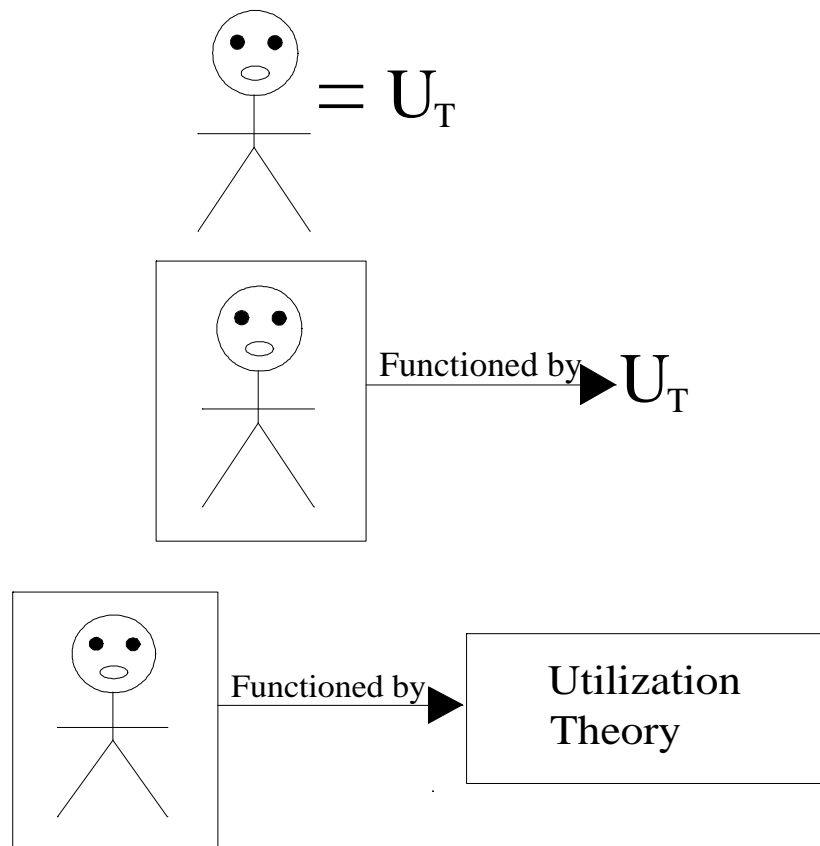 = U_T
Functioned by
U_T
Functioned by
Utilization
Theory